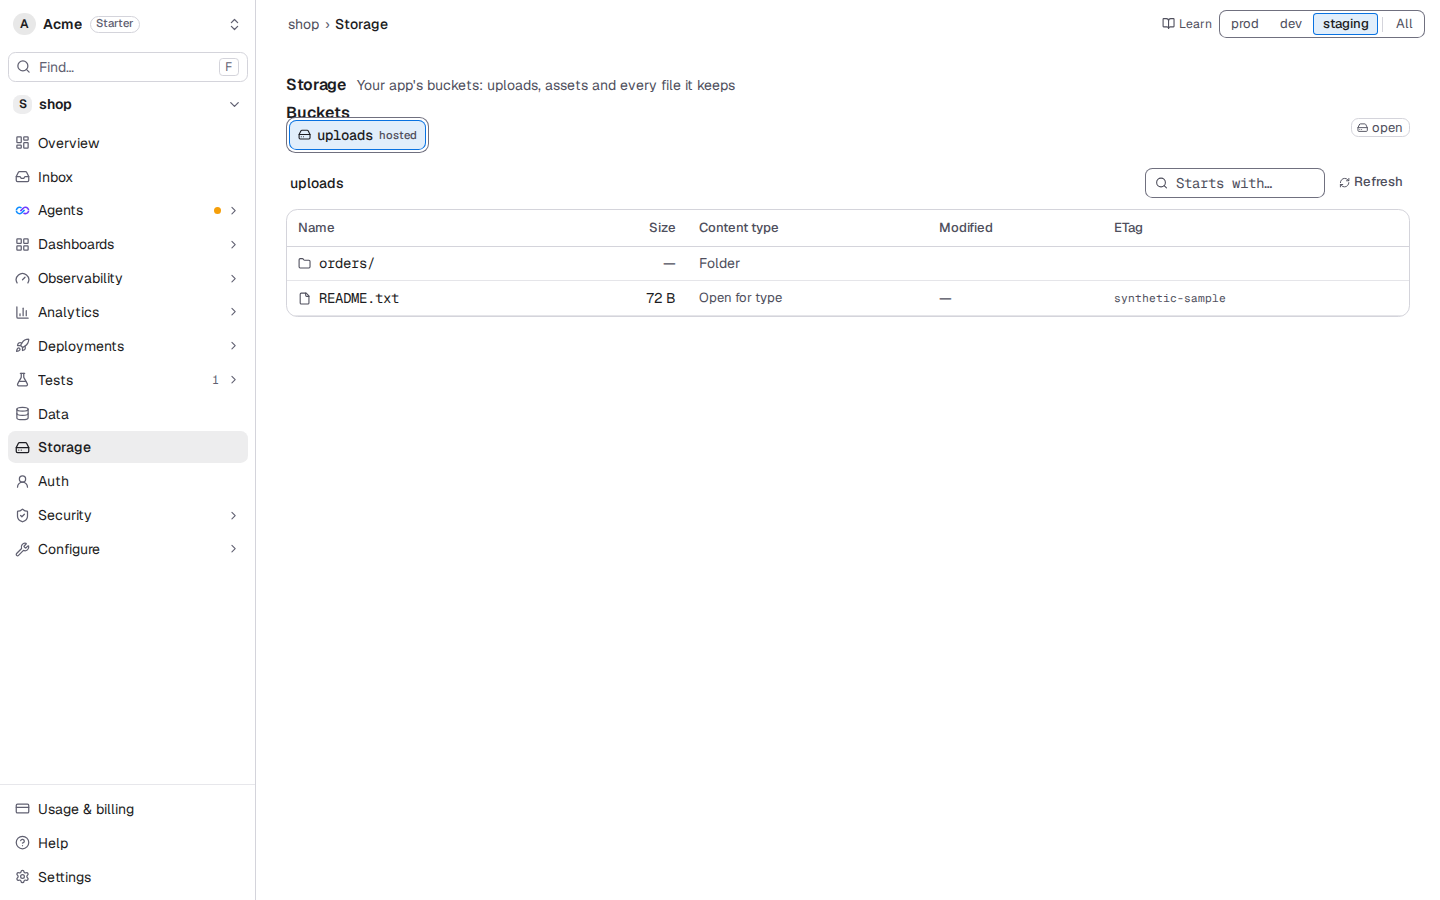 A Acme Starter
Find... F
S shop
Overview
Inbox
Agents
Dashboards
Observability
Analytics
Deployments
Tests 1
Data
Storage
Auth
Security
Configure
Usage & billing
Help
Settings
shop › Storage
Learn prod dev staging All
Storage Your app's buckets: uploads, assets and every file it keeps
Buckets
uploads hosted
open
uploads
Starts with... Refresh
Name Size Content type Modified ETag
orders/ — Folder
README.txt 72 B Open for type — synthetic-sample